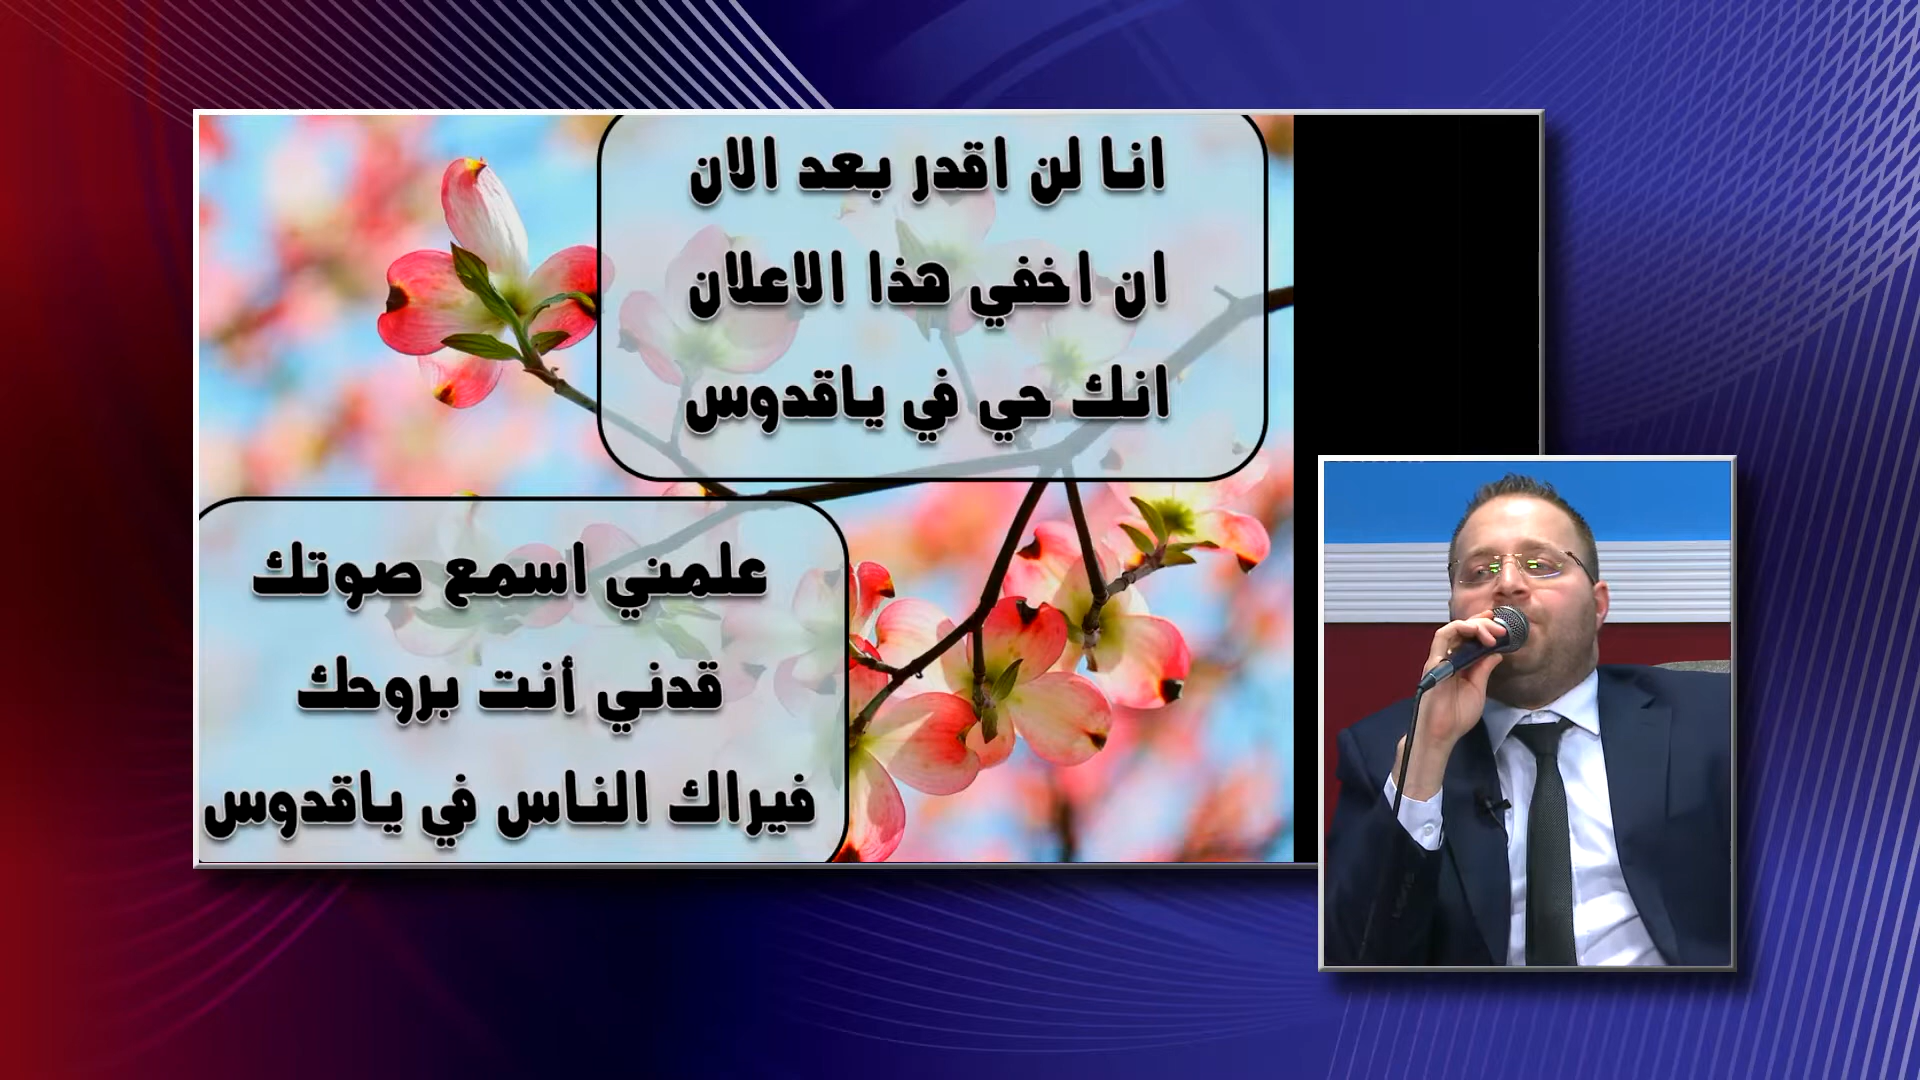 انا لن اقدر بعد الان
ان اخفي هذا الاعلان
انك حي في ياقدوس
علمني اسمع صوتك
قدني أنت بروحك
فيراك الناس في ياقدوس